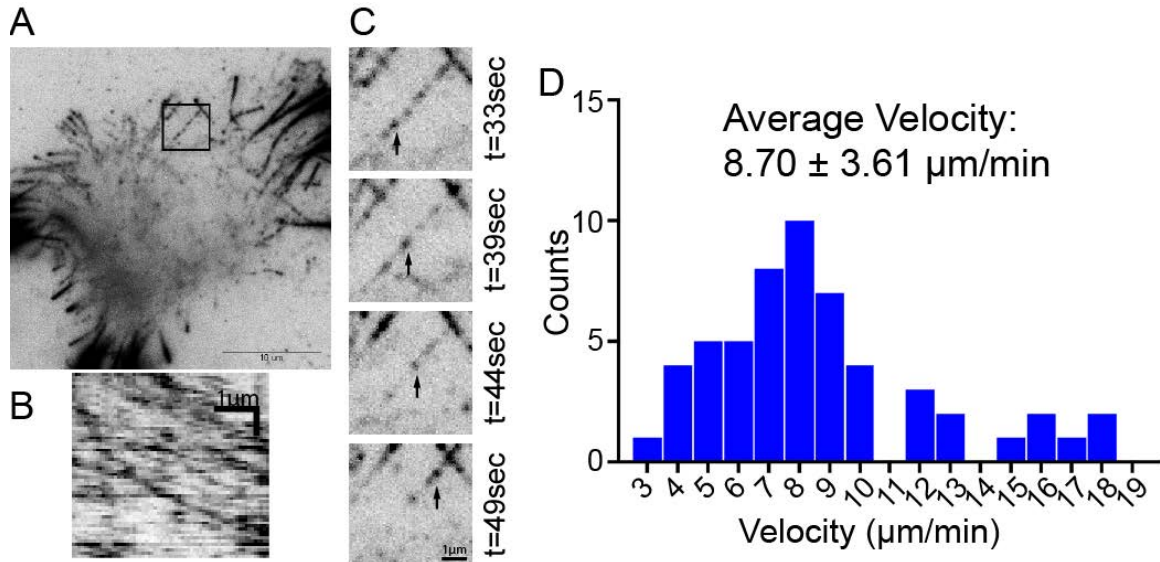 A
10 um
B
1µm
C
t=33sec
t=39sec
t=44sec
t=49sec
1µm
D
Average Velocity:
8.70 ± 3.61 µm/min
Counts
15
10
5
0
3 4 5 6 7 8 9 10 11 12 13 14 15 16 17 18 19
Velocity (µm/min)